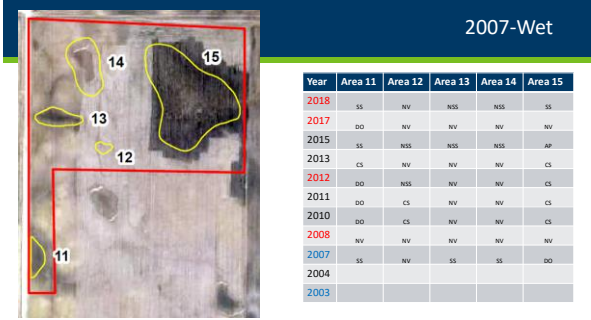 2007-Wet
14
15
13
12
11
Year Area 11 Area 12 Area 13 Area 14 Area 15
2018 SS NV NSS NSS SS
2017 DO NV NV NV NV
2015 SS NSS NSS NSS AP
2013 CS NV NV NV CS
2012 DO NSS NV NV CS
2011 DO CS NV NV CS
2010 DO CS NV NV CS
2008 NV NV NV NV NV
2007 SS NV SS SS DO
2004
2003